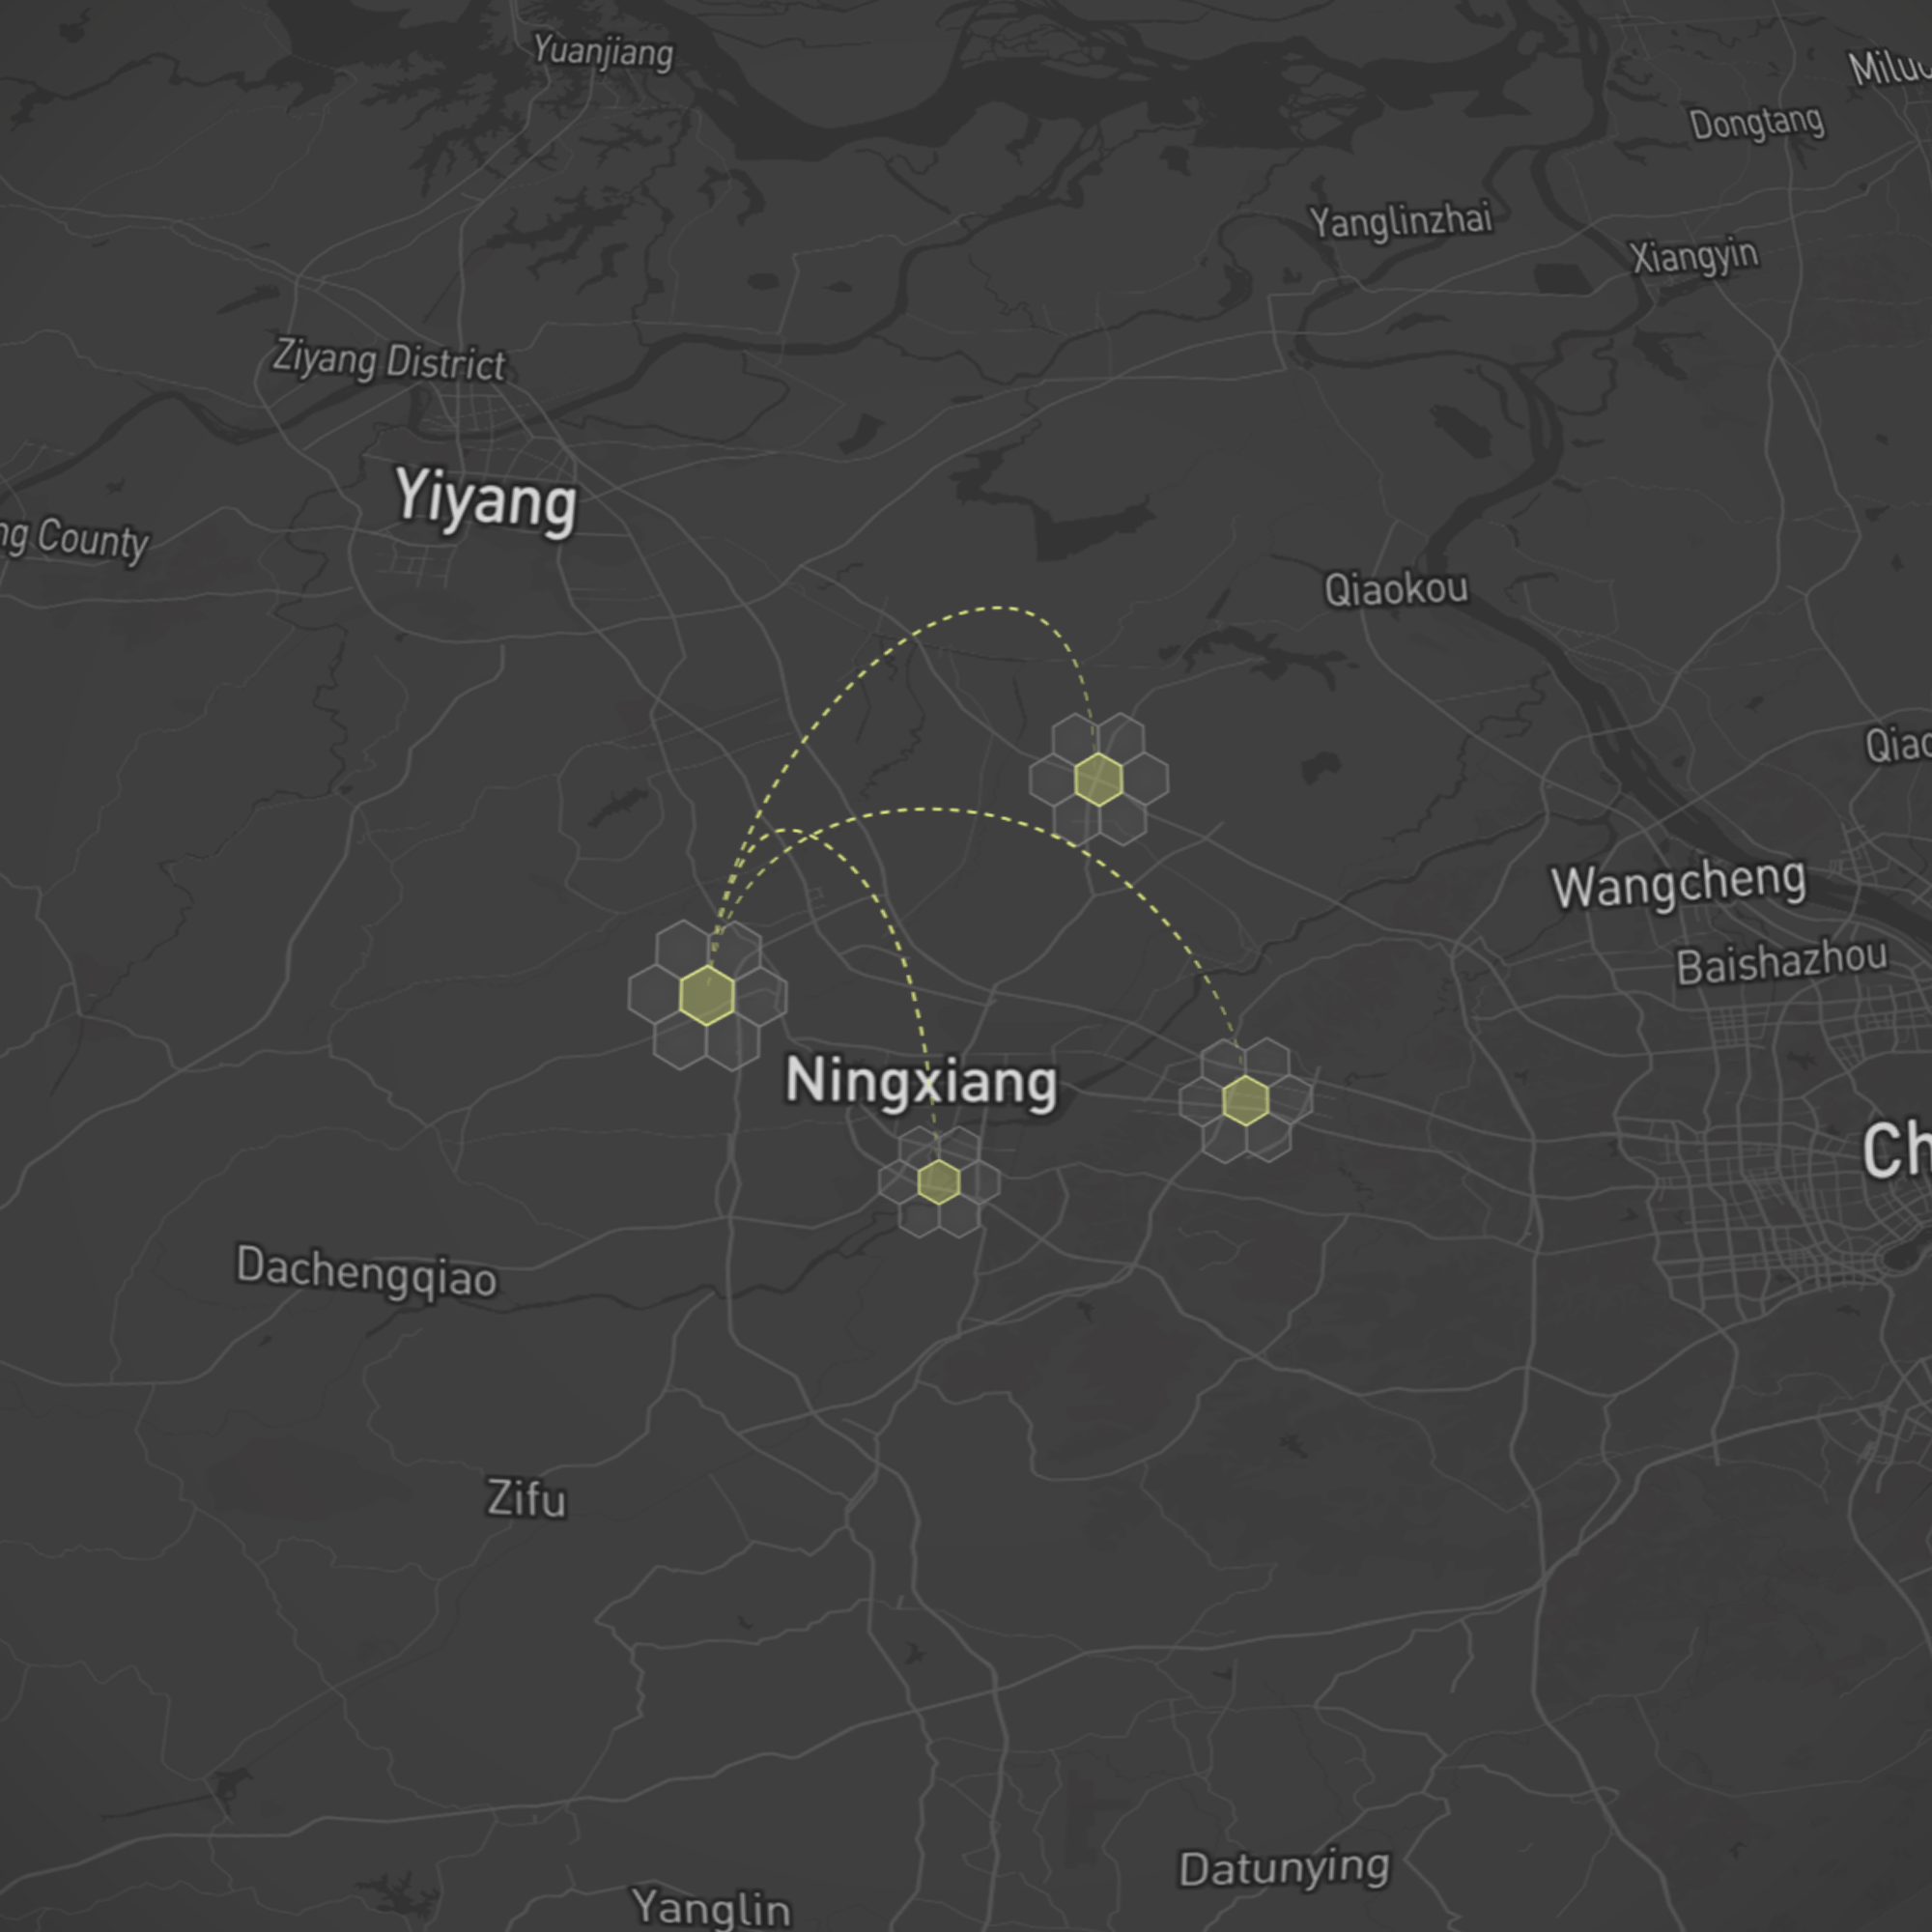 Yuanjiang
Miluo
Dongtang
Yanglinzhai
Xiangyin
Ziyang District
Yiyang
ng County
Qiaokou
Qiao
Wangcheng
Baishazhou
Ningxiang
Ch
Dachengqiao
Zifu
Datunying
Yanglin